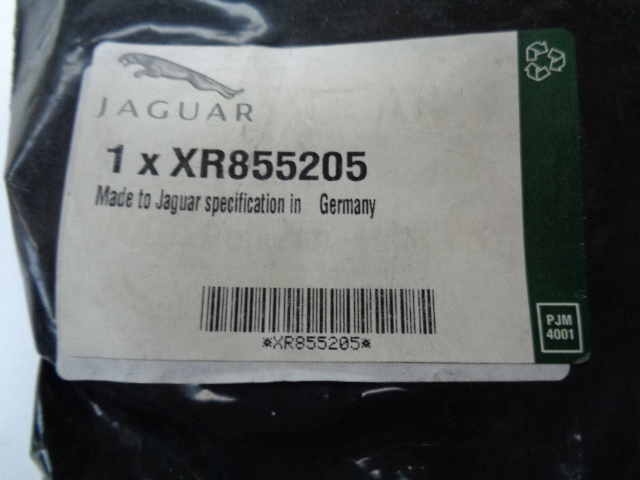 JAGUAR
1 x XR855205
Made to Jaguar specification in Germany
*XR855205*
PJM
4001